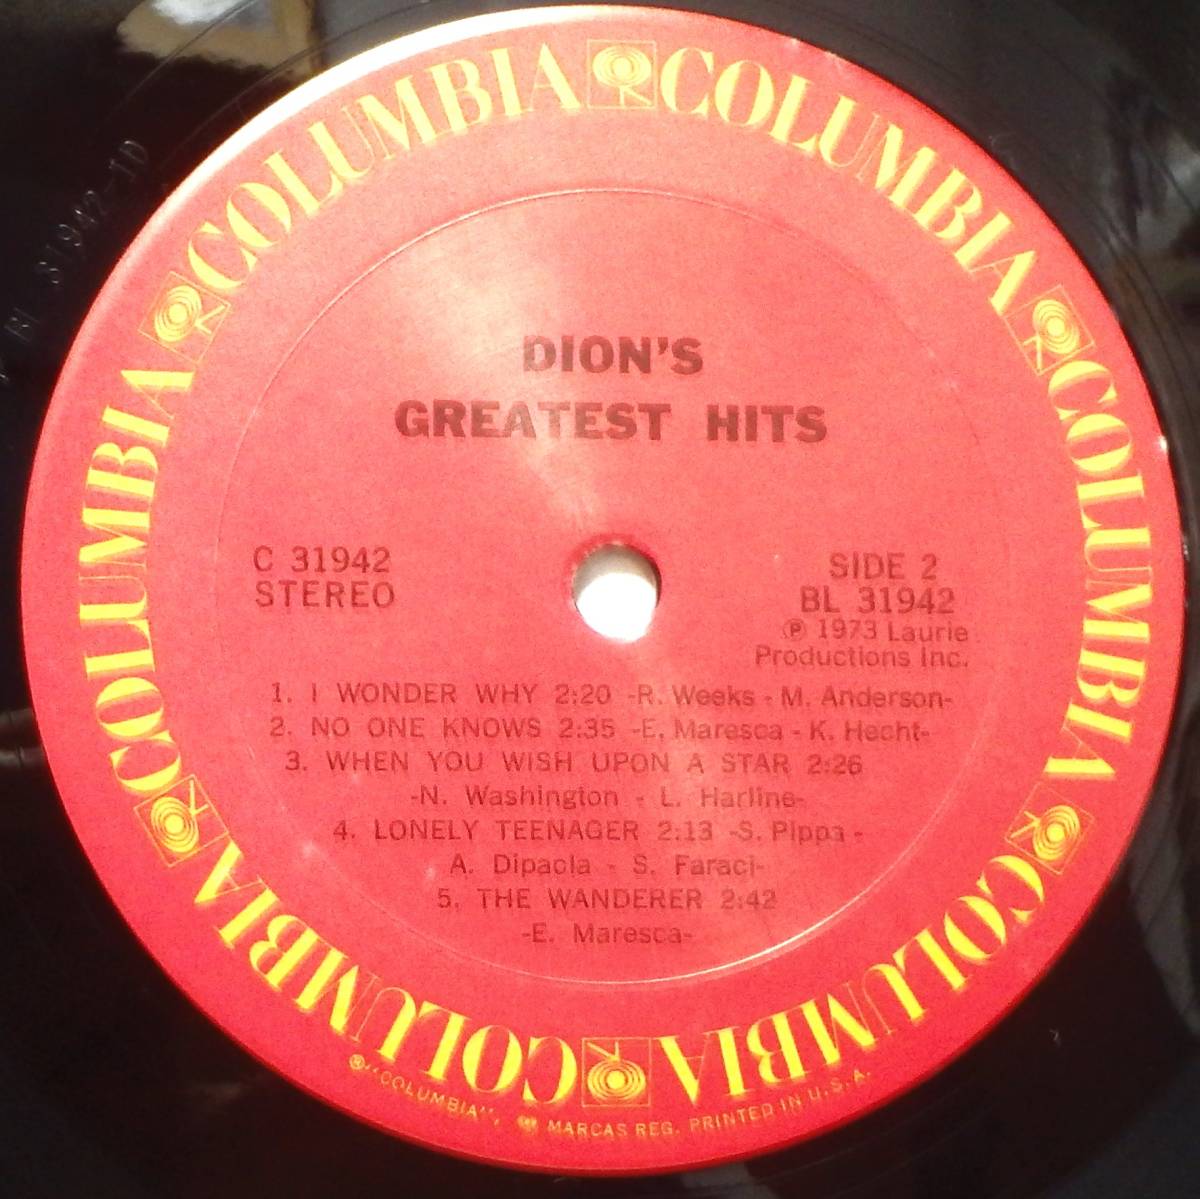 COLUMBIA COLUMBIA COLUMBIA COLUMBIA COLUMBIA COLUMBIA
DION'S
GREATEST HITS
C 31942
STEREO
SIDE 2
BL 31942
℗ 1973 Laurie
Productions Inc.
1. I WONDER WHY 2:20 -R. Weeks - M. Anderson-
2. NO ONE KNOWS 2:35 -E. Maresca - K. Hecht-
3. WHEN YOU WISH UPON A STAR 2:26
-N. Washington - L. Harline-
4. LONELY TEENAGER 2:13 -S. Pippa -
A. Dipaola - S. Faraci-
5. THE WANDERER 2:42
-E. Maresca-
®"COLUMBIA", MARCAS REG. PRINTED IN U.S.A.
BL 31942-1D